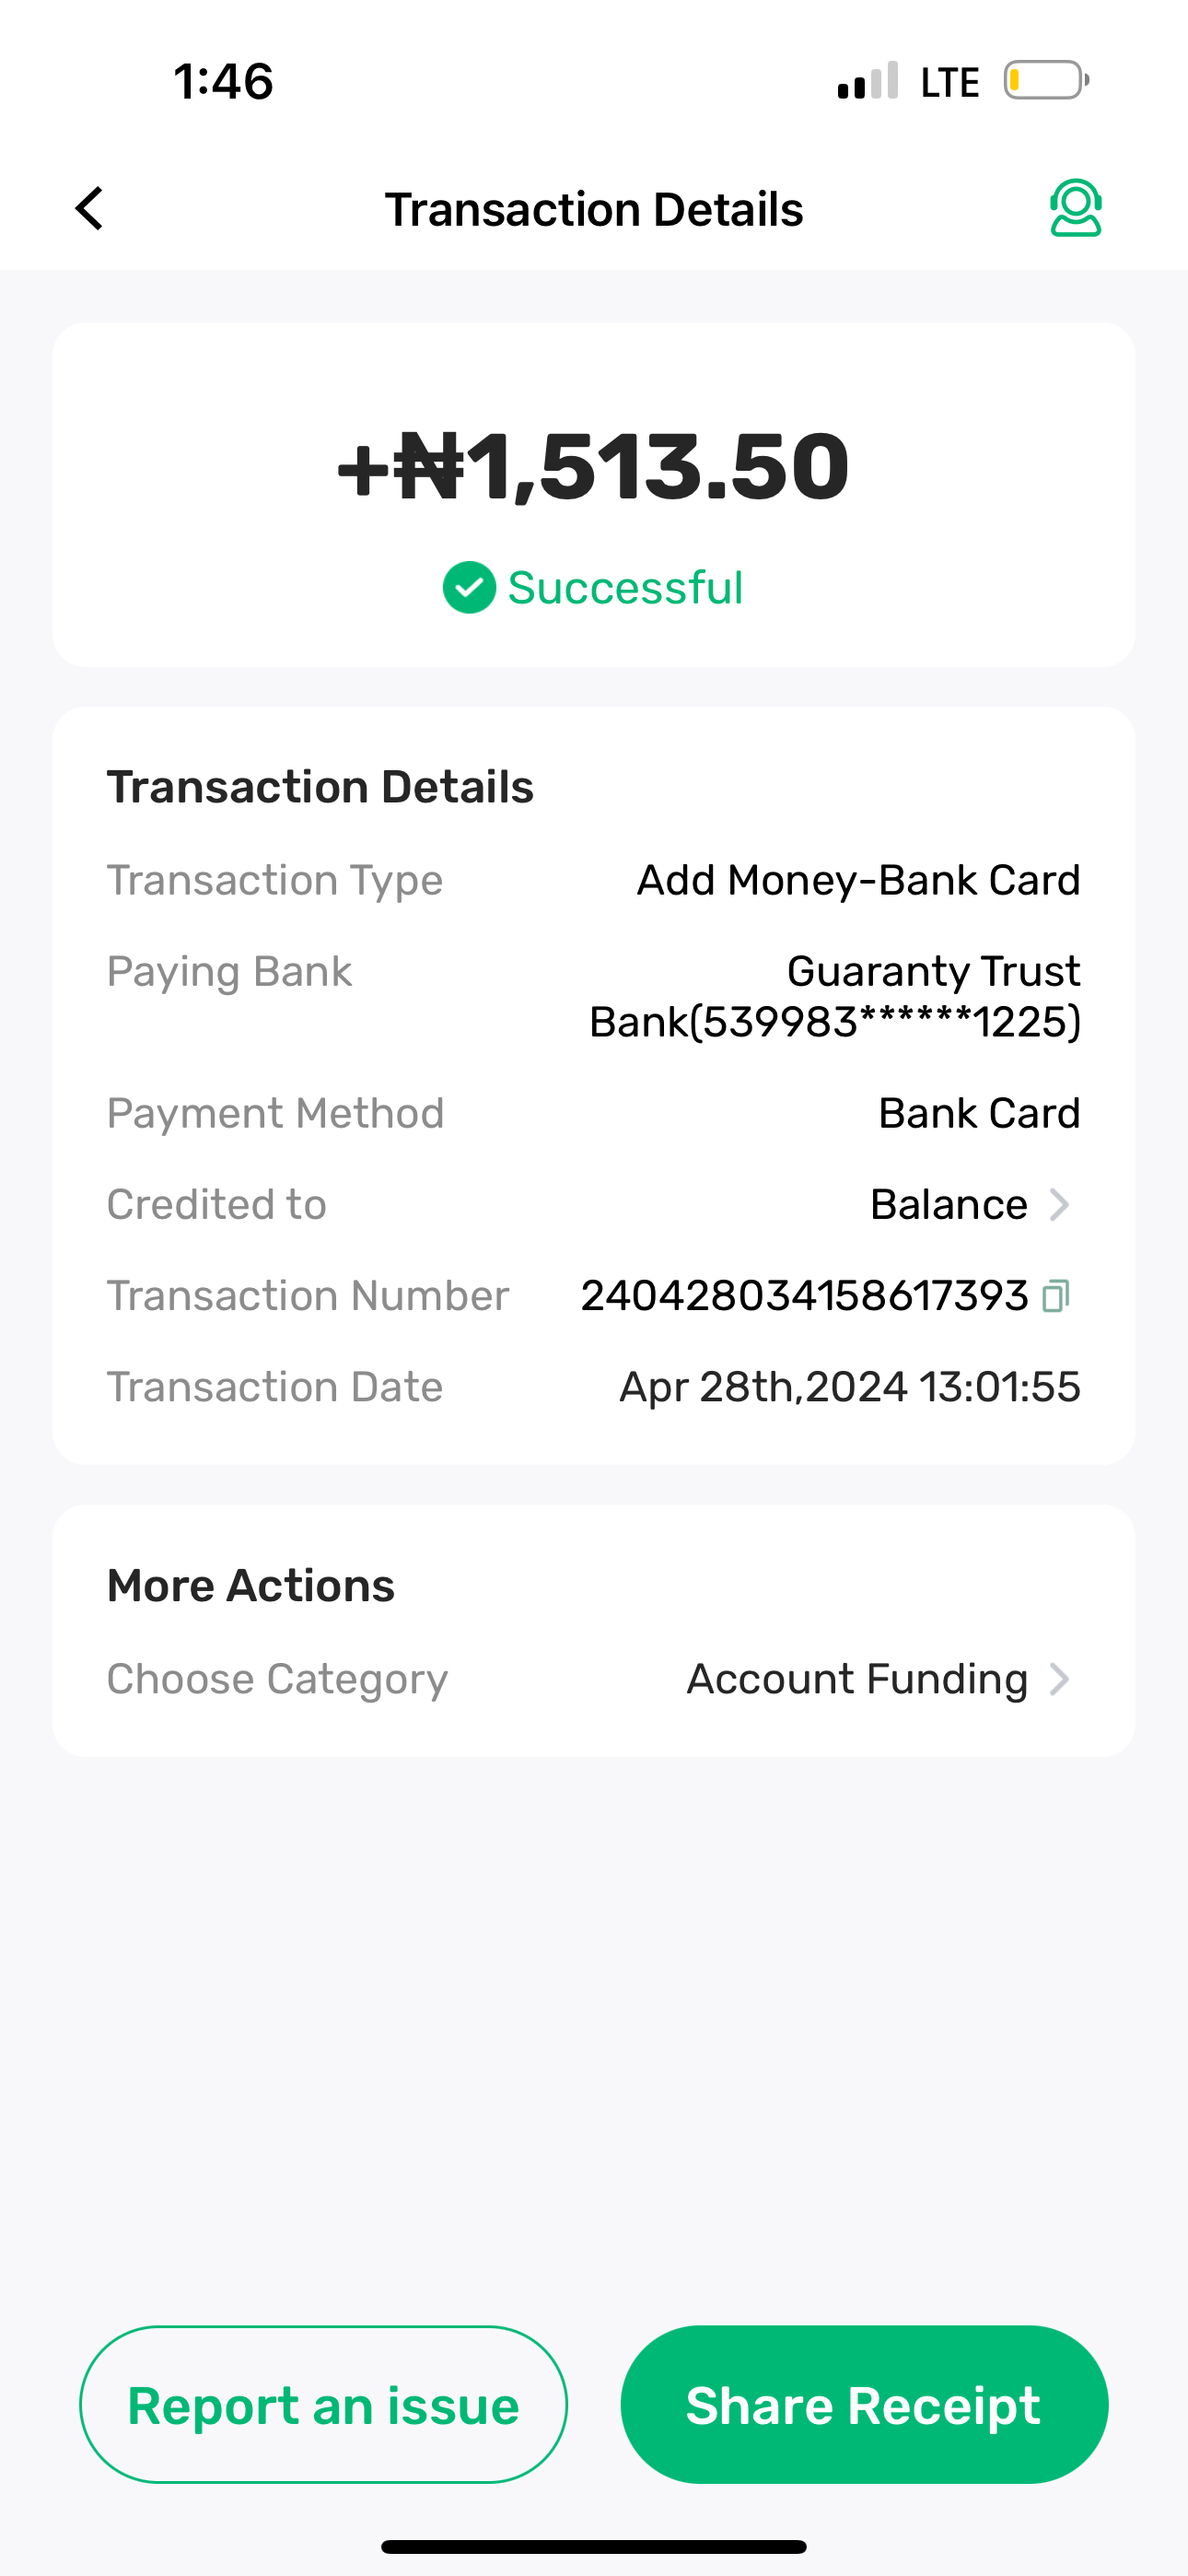 1:46 LTE
Transaction Details
+₦1,513.50
Successful
Transaction Details
Transaction Type Add Money-Bank Card
Paying Bank Guaranty Trust
Bank(539983******1225)
Payment Method Bank Card
Credited to Balance
Transaction Number 240428034158617393
Transaction Date Apr 28th,2024 13:01:55
More Actions
Choose Category Account Funding
Report an issue Share Receipt